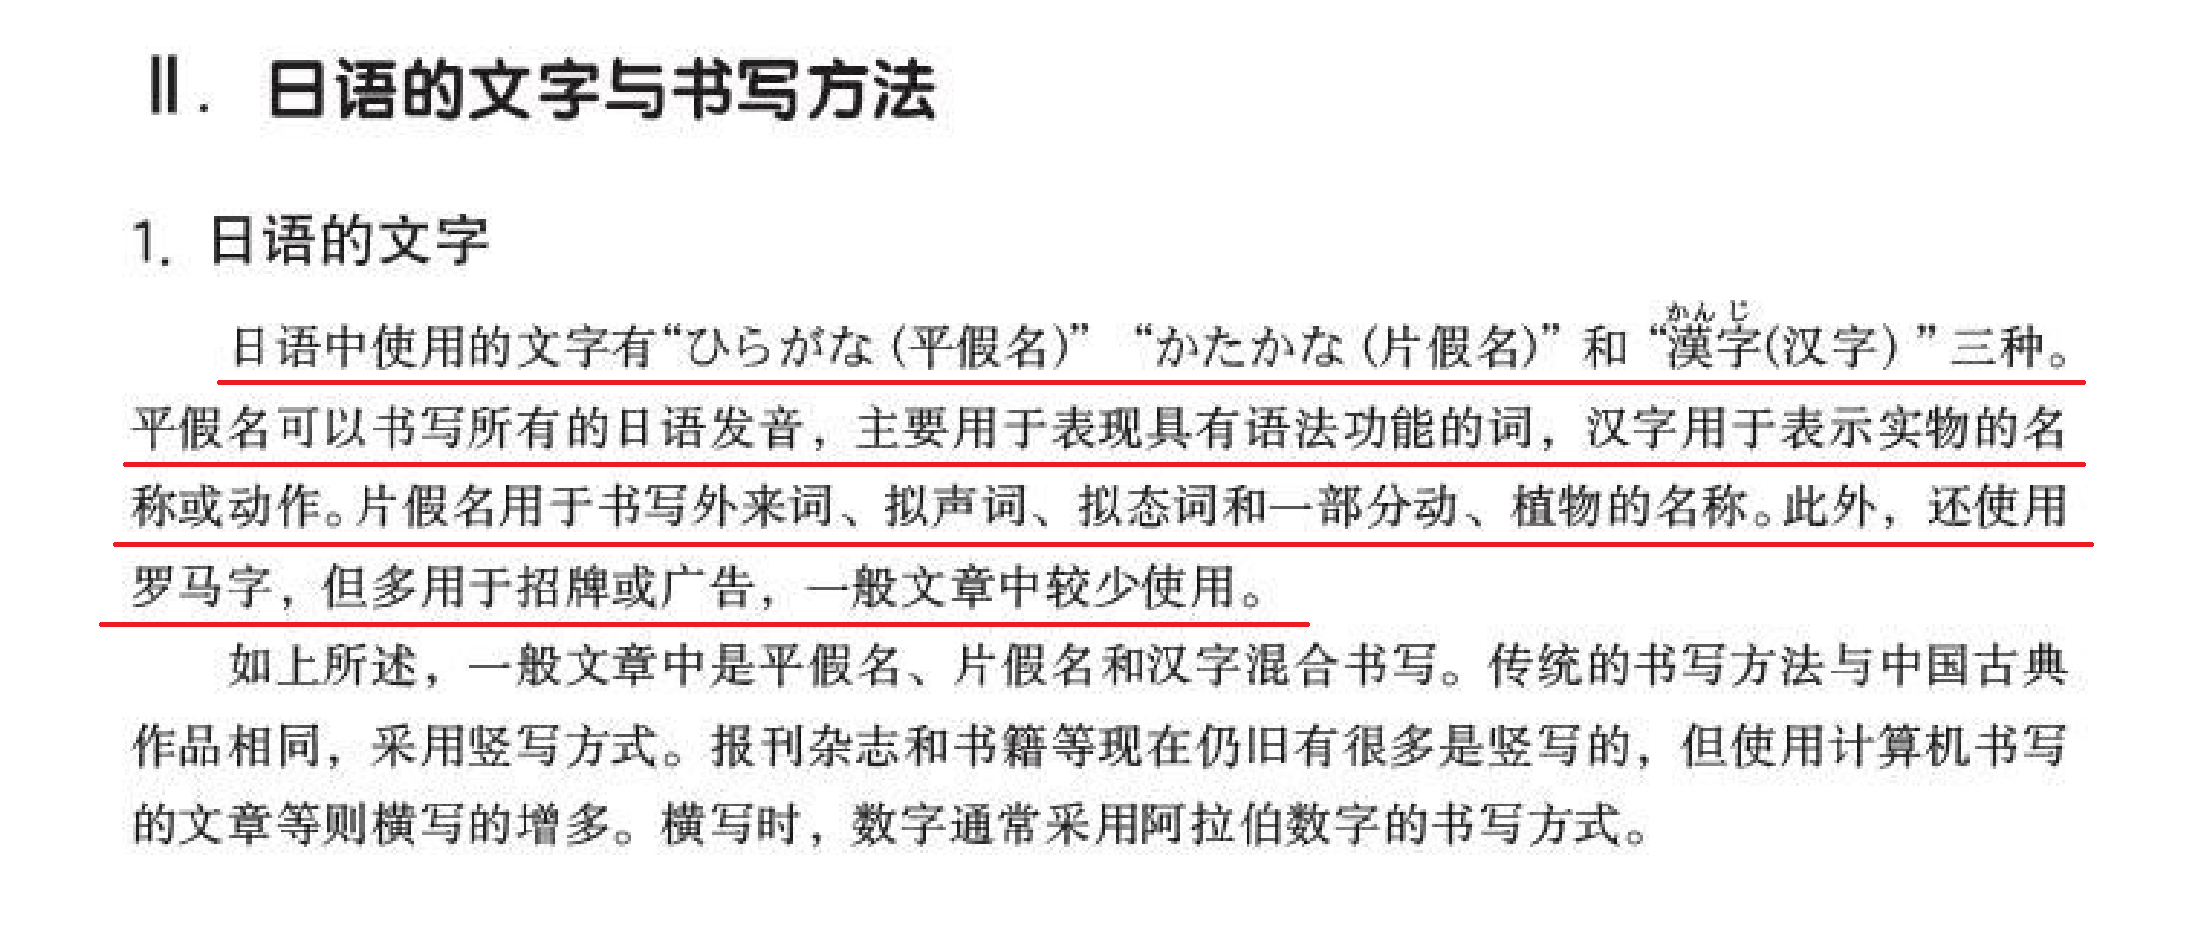 Ⅱ. 日语的文字与书写方法
1. 日语的文字
かん じ
日语中使用的文字有“ひらがな (平假名)” “かたかな (片假名)” 和 “漢字(汉字) ” 三种。
平假名可以书写所有的日语发音，主要用于表现具有语法功能的词，汉字用于表示实物的名
称或动作。片假名用于书写外来词、拟声词、拟态词和一部分动、植物的名称。此外，还使用
罗马字，但多用于招牌或广告，一般文章中较少使用。
如上所述，一般文章中是平假名、片假名和汉字混合书写。传统的书写方法与中国古典
作品相同，采用竖写方式。报刊杂志和书籍等现在仍旧有很多是竖写的，但使用计算机书写
的文章等则横写的增多。横写时，数字通常采用阿拉伯数字的书写方式。